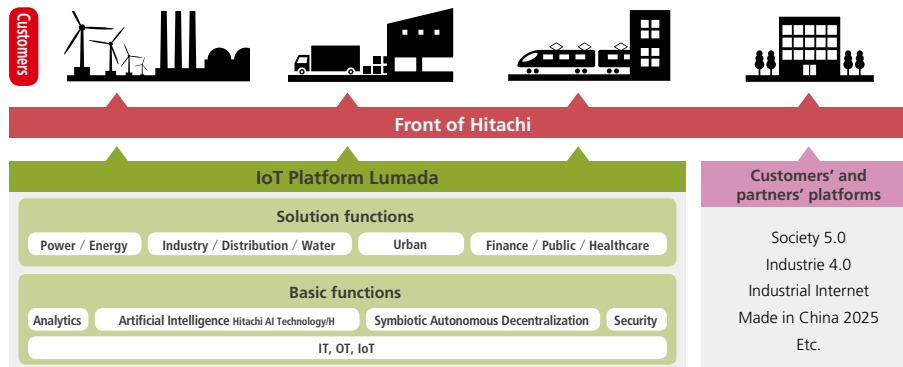 Customers
Front of Hitachi
IoT Platform Lumada
Solution functions
Power / Energy
Industry / Distribution / Water
Urban
Finance / Public / Healthcare
Basic functions
Analytics
Artificial Intelligence Hitachi AI Technology/H
Symbiotic Autonomous Decentralization
Security
IT, OT, IoT
Customers’ and
partners’ platforms
Society 5.0
Industrie 4.0
Industrial Internet
Made in China 2025
Etc.